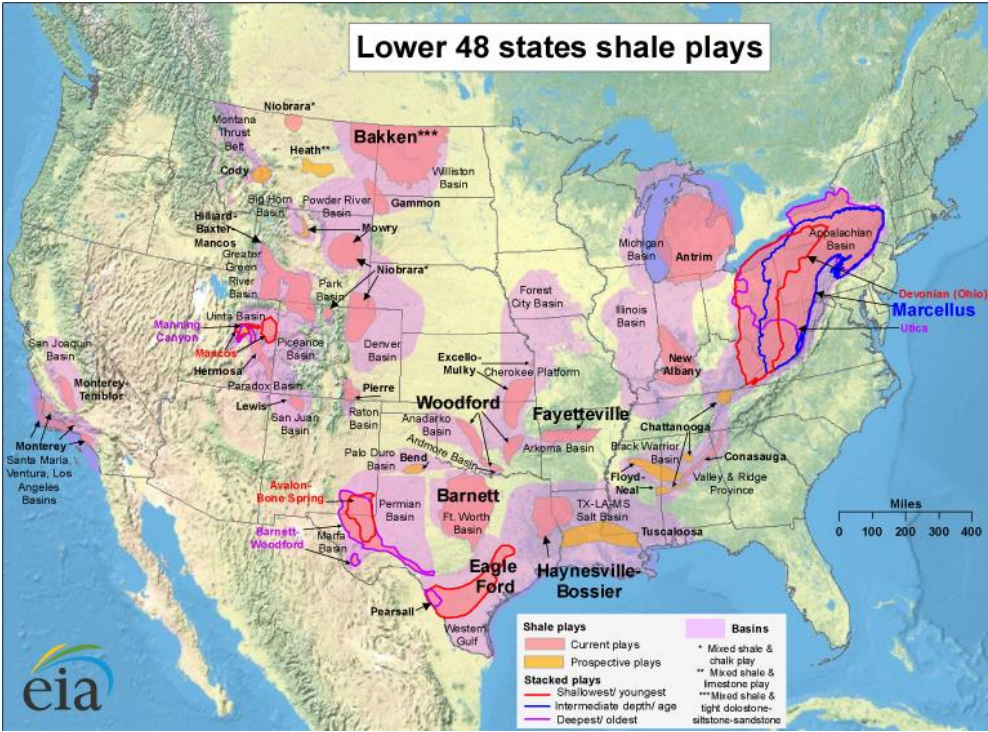 Lower 48 states shale plays
Niobrara*
Montana
Thrust
Belt
Bakken***
Heath**
Cody
Williston
Basin
Big Horn
Basin
Powder River
Basin
Gammon
Hilliard-
Baxter-
Mancos
Mowry
Greater
Green
River
Basin
Niobrara*
Park
Basin
Michigan
Basin
Antrim
Appalachian
Basin
Devonian (Ohio)
Marcellus
Utica
Forest
City Basin
Illinois
Basin
Uinta Basin
Manning
Canyon
Mancos
Piceance
Basin
Denver
Basin
Hermosa
Paradox Basin
San Joaquin
Basin
Monterey-
Temblor
Excello-
Mulky
Cherokee Platform
New
Albany
Pierre
Lewis
San Juan
Basin
Raton
Basin
Woodford
Anadarko
Basin
Fayetteville
Arkoma Basin
Ardmore Basin
Chattanooga
Black Warrior
Basin
Conasauga
Monterey
Santa Maria,
Ventura, Los
Angeles
Basins
Palo Duro
Basin
Bend
Floyd-
Neal
Valley & Ridge
Province
Avalon-
Bone Spring
Permian
Basin
Barnett
Ft. Worth
Basin
TX-LA-MS
Salt Basin
Tuscaloosa
Barnett-
Woodford
Marfa
Basin
Eagle
Ford
Haynesville-
Bossier
Pearsall
Western
Gulf
Miles
0 100 200 300 400
Shale plays
Current plays
Prospective plays
Stacked plays
Shallowest/ youngest
Intermediate depth/ age
Deepest/ oldest
Basins
* Mixed shale &
chalk play
** Mixed shale &
limestone play
***Mixed shale &
tight dolostone-
siltstone-sandstone
eia